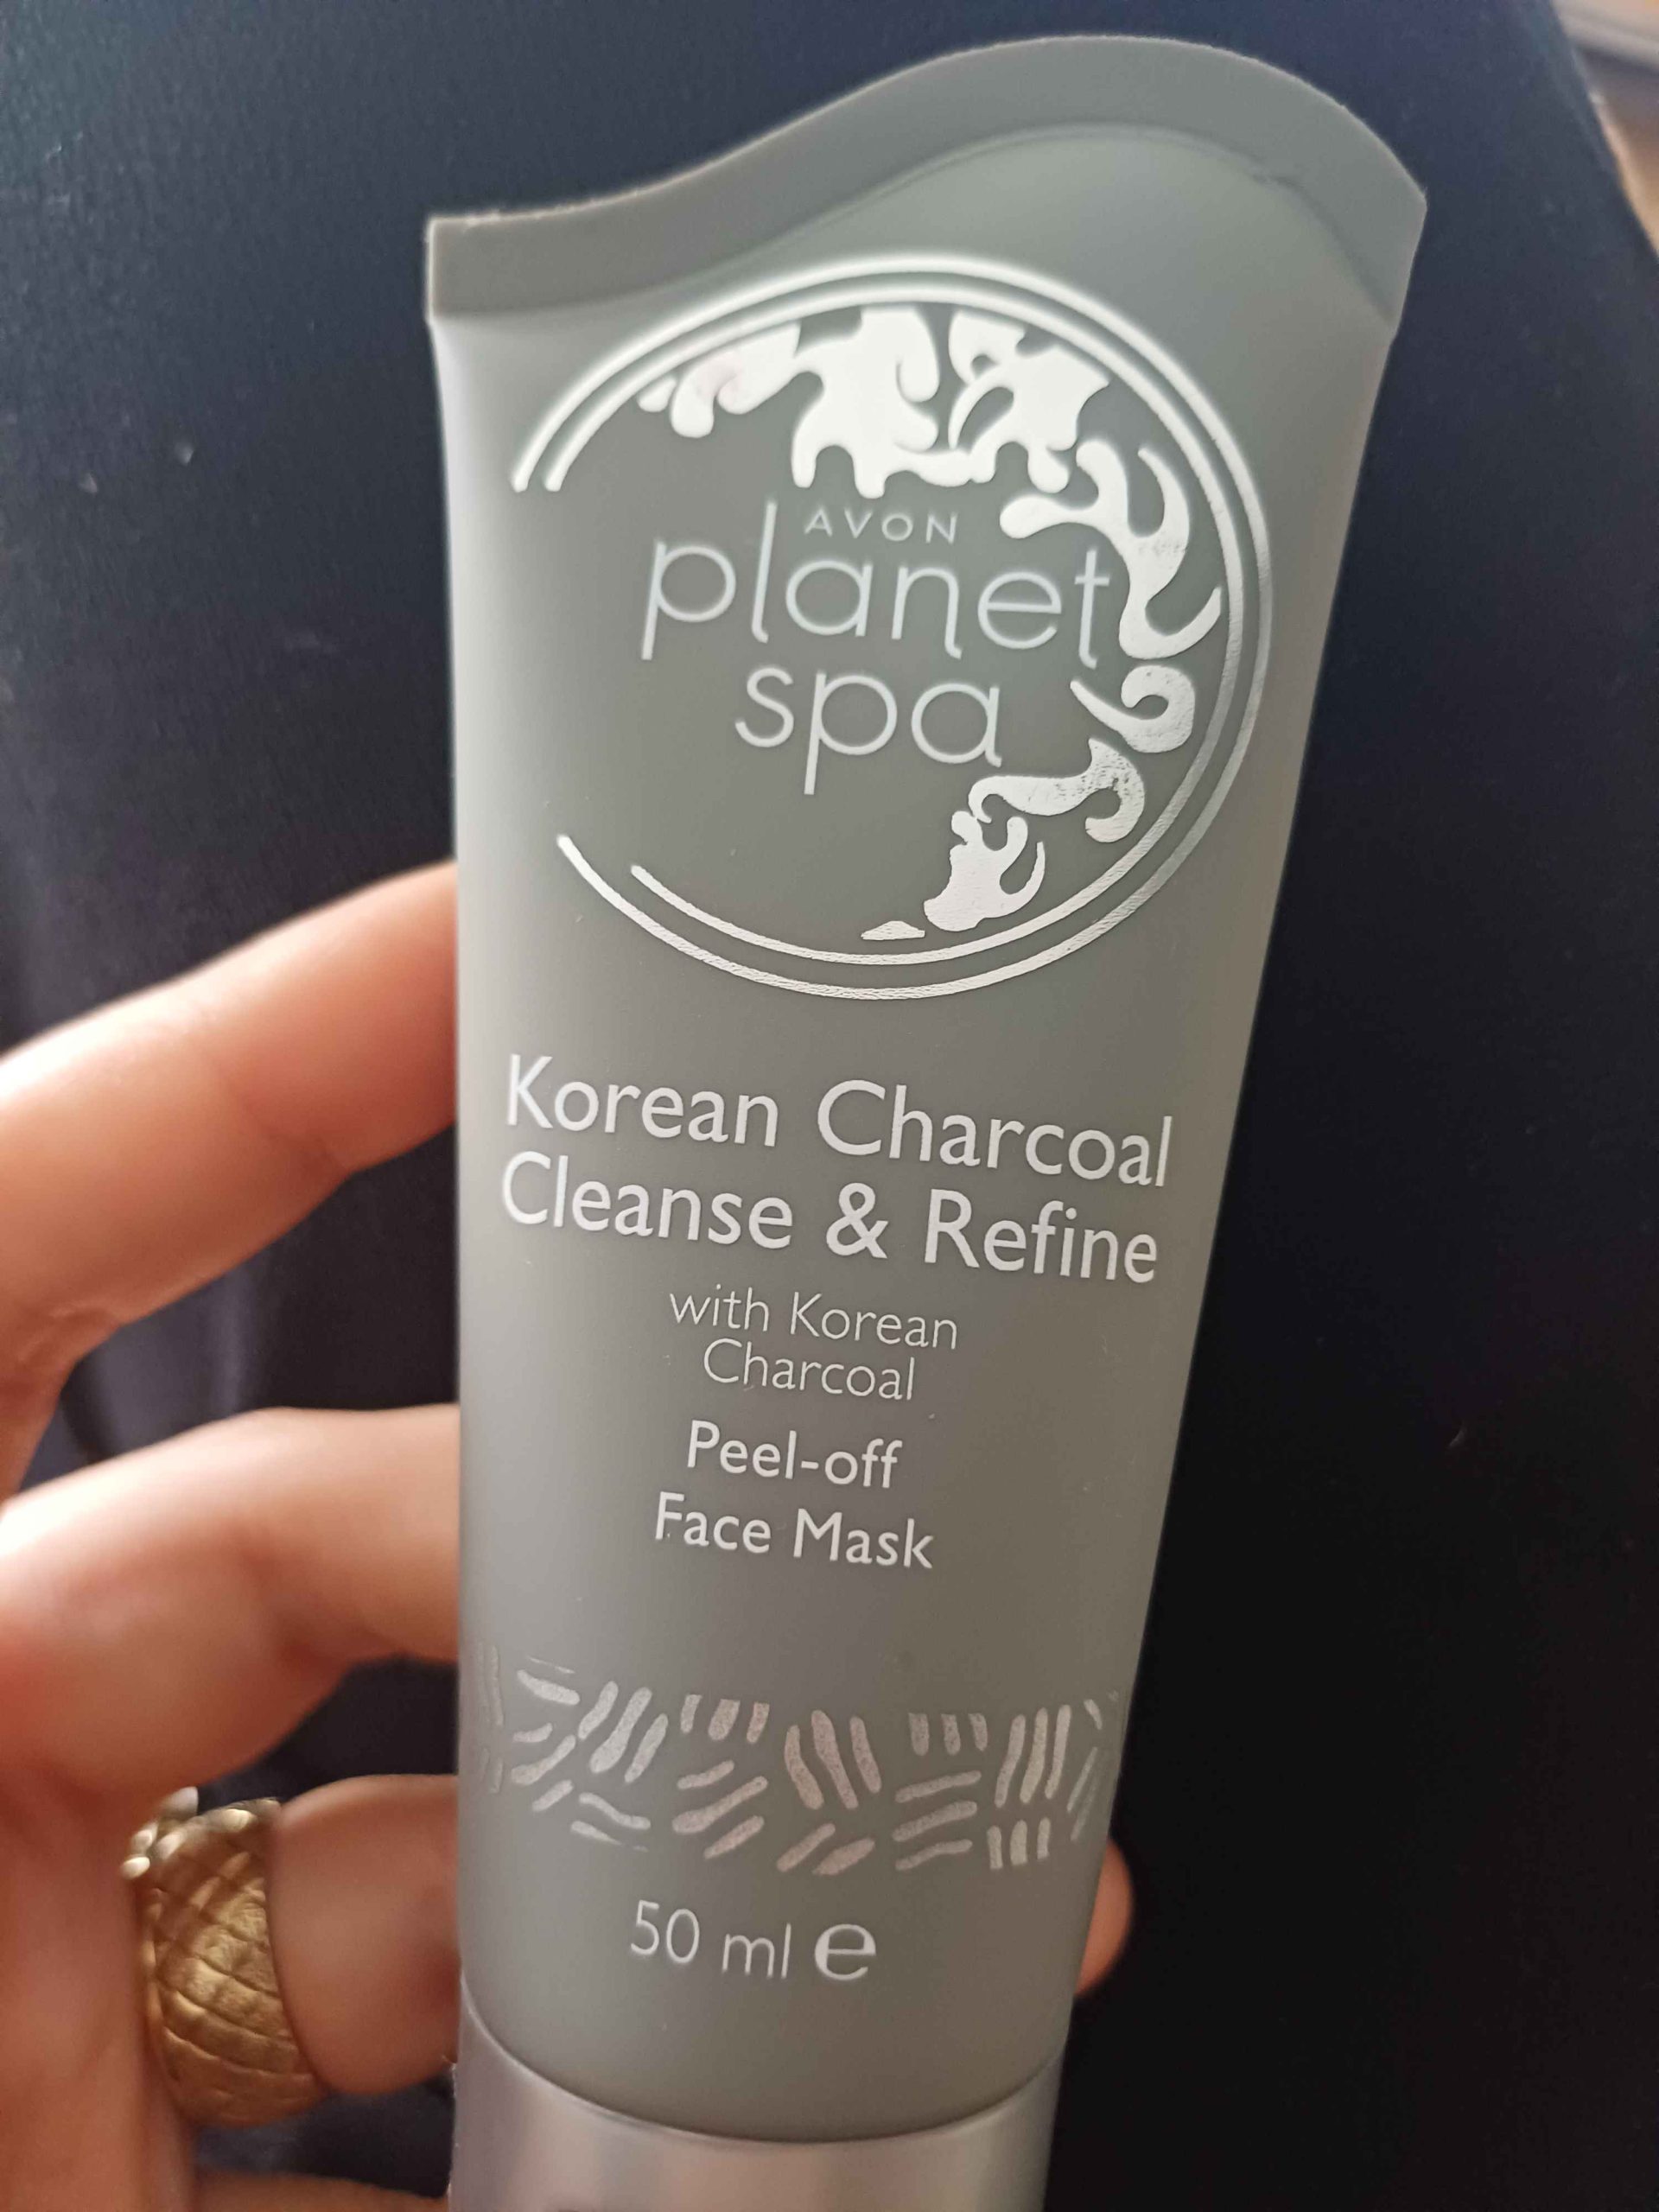 AVON
planet
spa
Korean Charcoal
Cleanse & Refine
with Korean
Charcoal
Peel-off
Face Mask
50 ml ℮